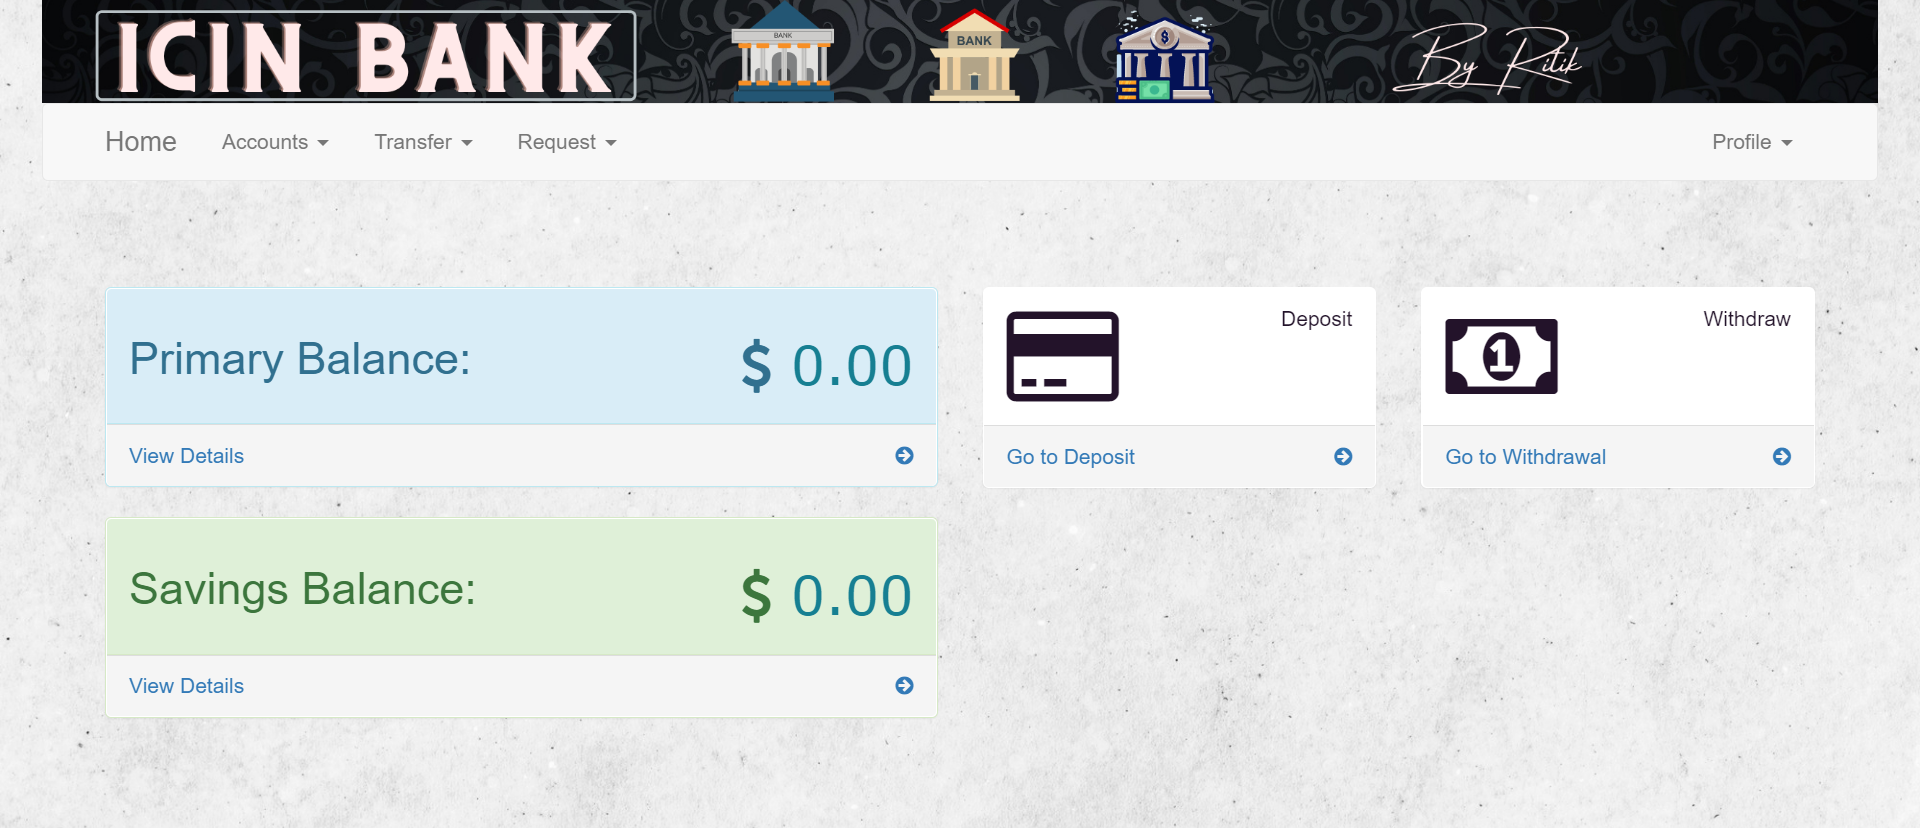 ICIN BANK
BANK
BANK
By Ritik
Home Accounts Transfer Request Profile
Primary Balance: $ 0.00
View Details
Deposit
Go to Deposit
Withdraw
1
Go to Withdrawal
Savings Balance: $ 0.00
View Details